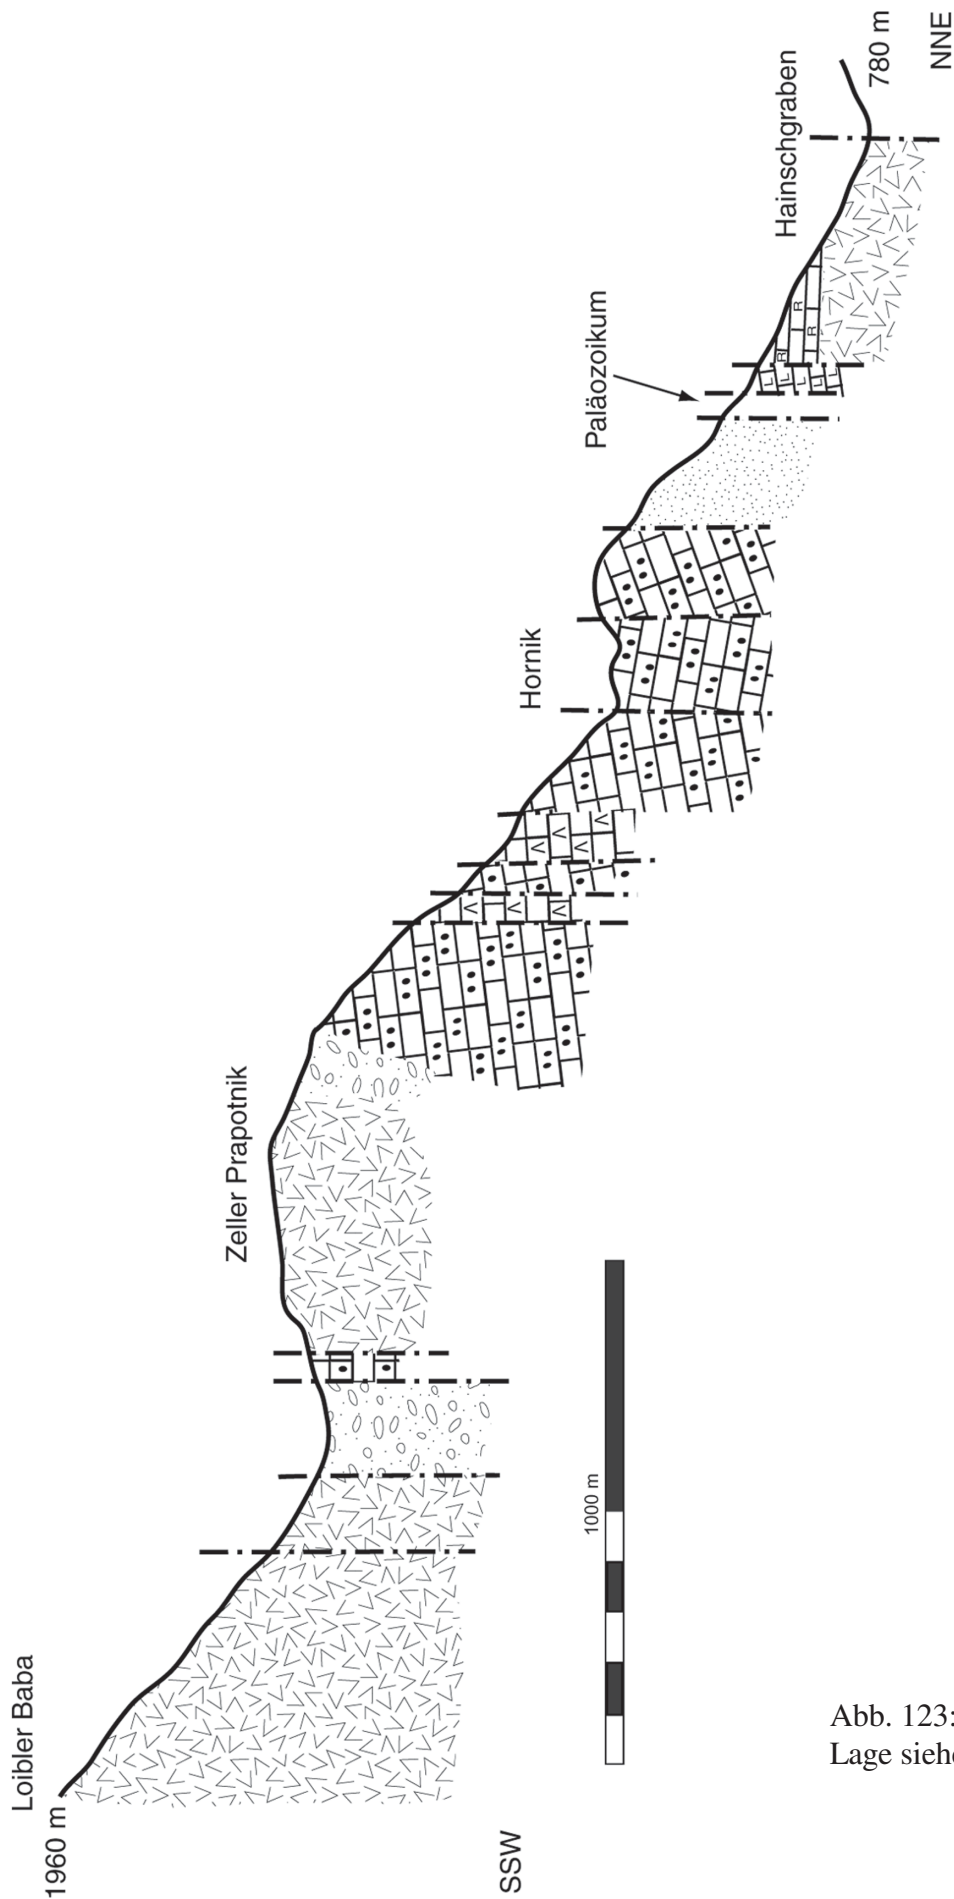 Loibler Baba
1960 m
SSW
Zeller Prapotnik
Hornik
Paläozoikum
Hainschgraben
780 m
NNE
1000 m
R
R
R
L
L
L
L
L
Abb. 123:
Lage siehe